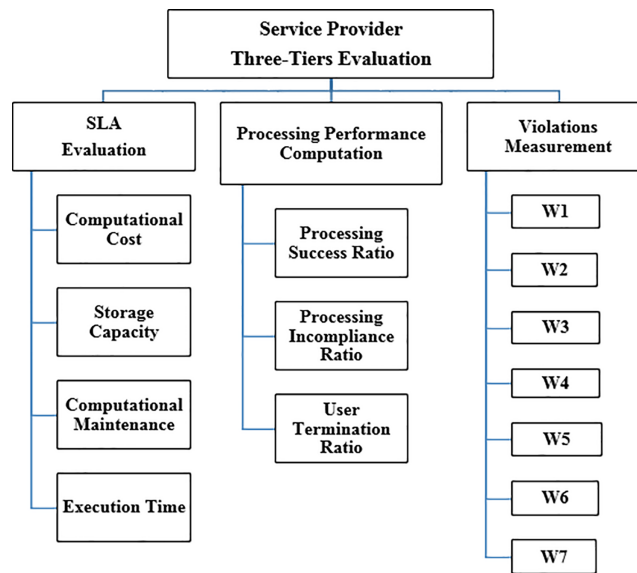 Service Provider
Three-Tiers Evaluation
SLA
Evaluation
Computational
Cost
Storage
Capacity
Computational
Maintenance
Execution Time
Processing Performance
Computation
Processing
Success Ratio
Processing
Incompliance
Ratio
User
Termination
Ratio
Violations
Measurement
W1
W2
W3
W4
W5
W6
W7